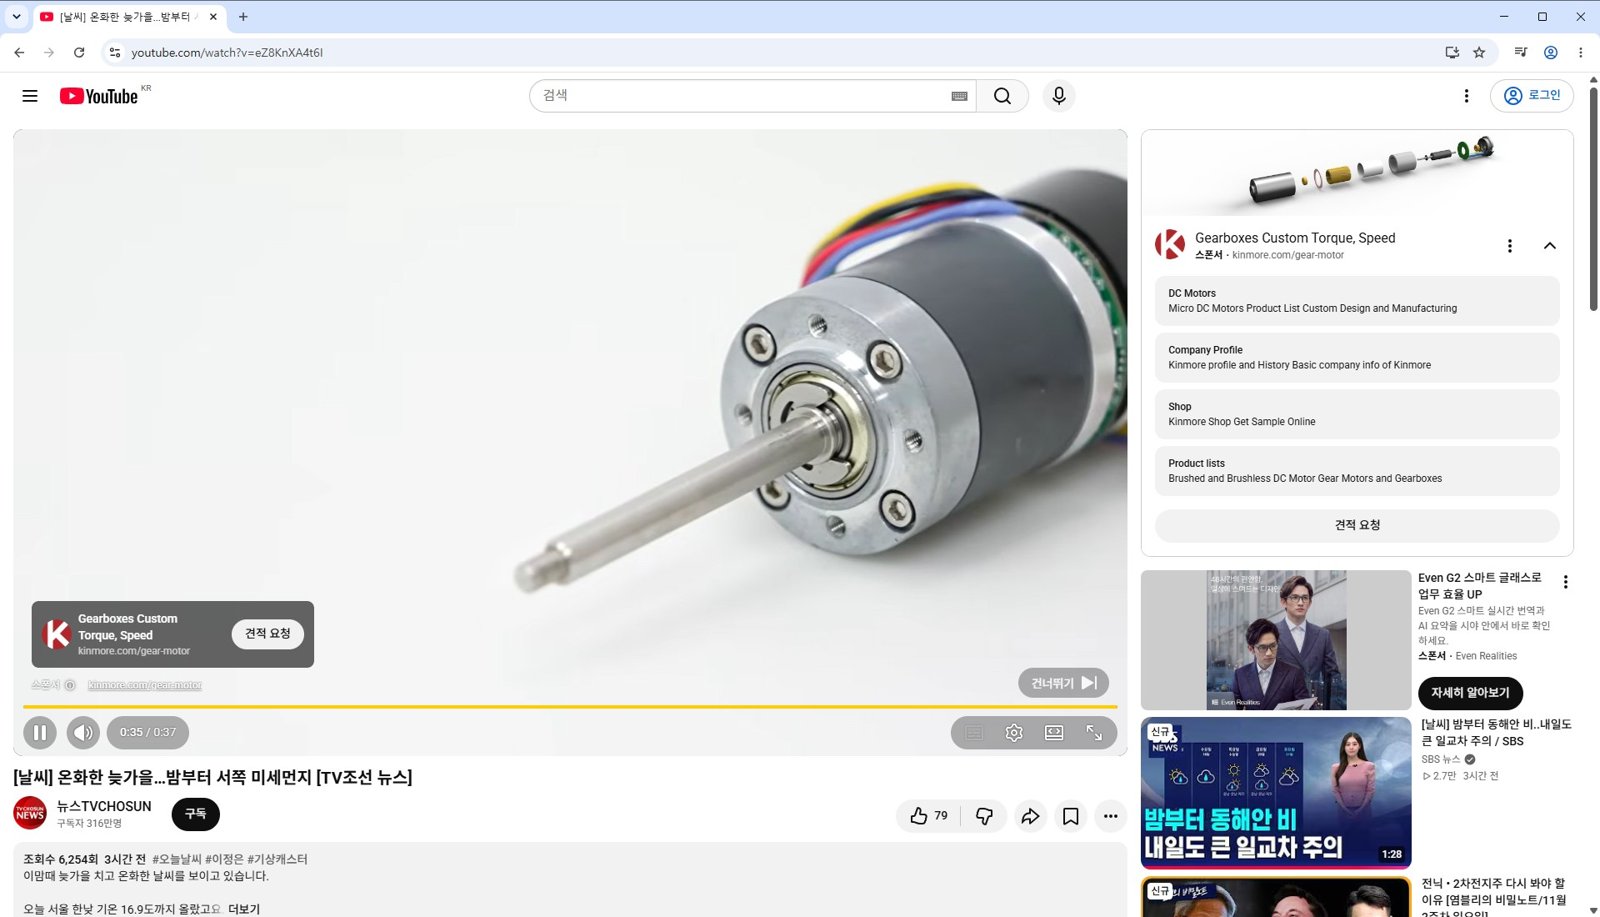 [날씨] 온화한 늦가을…밤부터 서
youtube.com/watch?v=eZ8KnXA4t6I
YouTube KR
검색
로그인
Gearboxes Custom Torque, Speed
스폰서 · kinmore.com/gear-motor
DC Motors
Micro DC Motors Product List Custom Design and Manufacturing
Company Profile
Kinmore profile and History Basic company info of Kinmore
Shop
Kinmore Shop Get Sample Online
Product lists
Brushed and Brushless DC Motor Gear Motors and Gearboxes
견적 요청
Gearboxes Custom
Torque, Speed
kinmore.com/gear-motor
견적 요청
스폰서 kinmore.com/gear-motor
건너뛰기
0:35 / 0:37
[날씨] 온화한 늦가을…밤부터 서쪽 미세먼지 [TV조선 뉴스]
TVCHOSUN
NEWS
뉴스TVCHOSUN
구독자 316만명
구독
79
조회수 6,254회 3시간 전 #오늘날씨 #이정은 #기상캐스터
이맘때 늦가을 치고 온화한 날씨를 보이고 있습니다.
오늘 서울 한낮 기온 16.9도까지 올랐고요. 더보기
Even Realities
Even G2 스마트 글래스로
업무 효율 UP
Even G2 스마트 실시간 번역과
AI 요약을 시야 안에서 바로 확인
하세요.
스폰서 · Even Realities
자세히 알아보기
신규
NEWS
밤부터 동해안 비
내일도 큰 일교차 주의
1:28
[날씨] 밤부터 동해안 비..내일도
큰 일교차 주의 / SBS
SBS 뉴스
2.7만 3시간 전
신규
전닉 • 2차전지주 다시 봐야 할
이유 [염블리의 비밀노트/11월